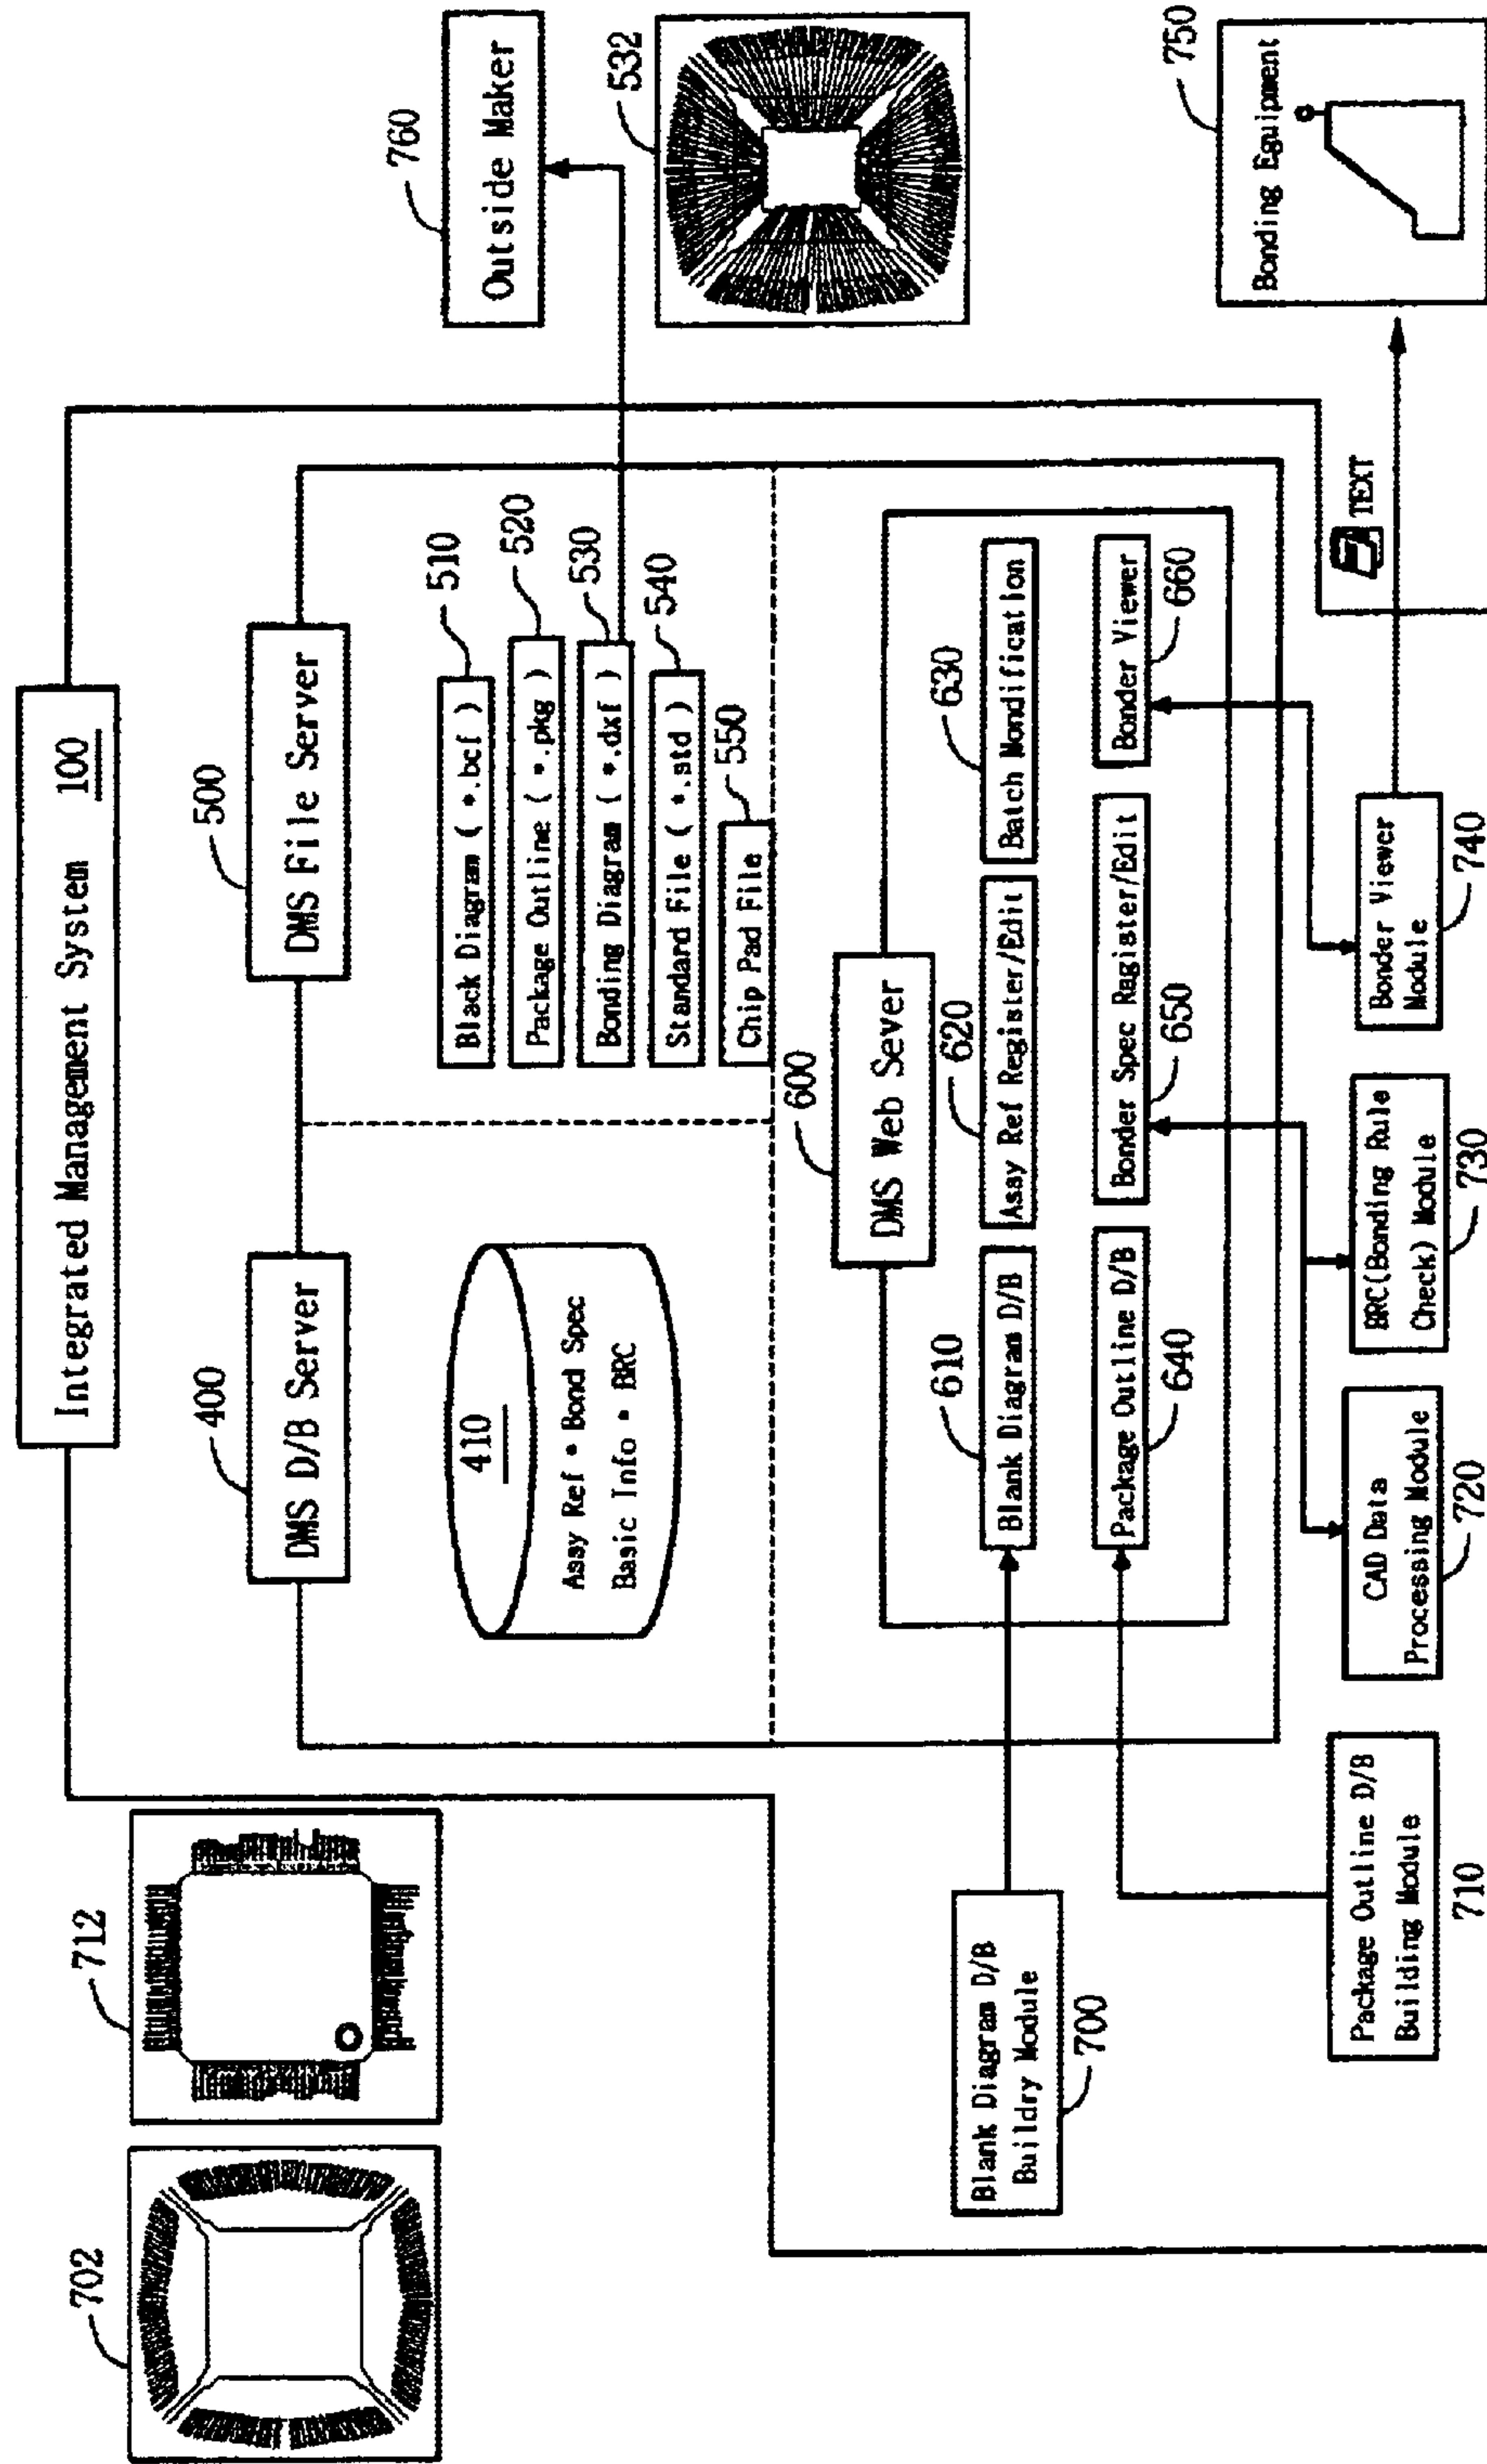 Integrated Management System 100
702
712
400
DMS D/B Server
500
DMS File Server
410
Assy Ref • Bond Spec
Basic Info • BRC
Black Diagram ( *.bcf )
510
Package Outline ( *.pkg )
520
Bonding Diagram ( *.dxf )
530
Standard File ( *.std )
540
Chip Pad File
550
760
Outside Maker
532
600
DMS Web Sever
610
Blank Diagram D/B
620
Assy Ref Register/Edit
630
Batch Mondification
Package Outline D/B
640
Bonder Spec Ragister/Edit
650
Bonder Viewer
660
Blank Diagram D/B
Buildry Module
700
Package Outline D/B
Building Module
710
CAD Data
Processing Module
720
BRC(Bonding Rule
Check) Module
730
Bonder Viewer
Module
740
TEXT
750
Bonding Equipment